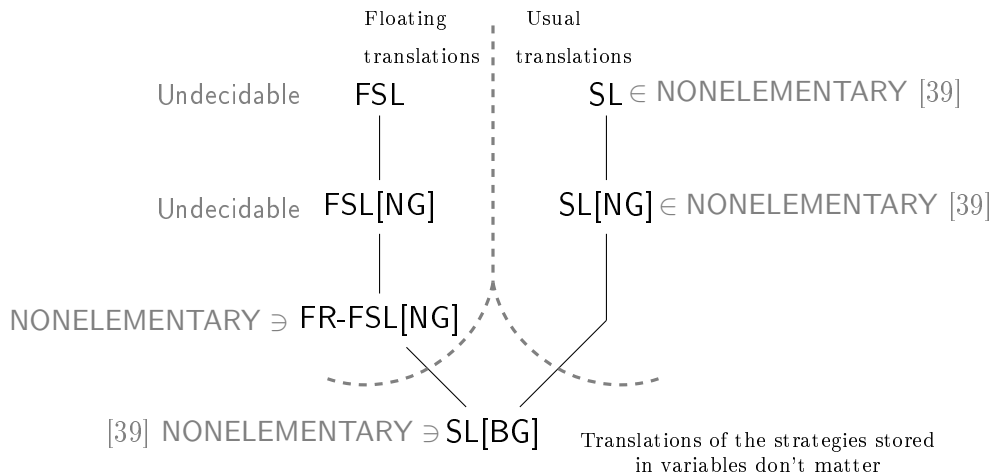 Floating Usual
translations translations
Undecidable FSL SL ∈ NONELEMENTARY [39]
Undecidable FSL[NG] SL[NG] ∈ NONELEMENTARY [39]
NONELEMENTARY ∋ FR-FSL[NG]
[39] NONELEMENTARY ∋ SL[BG]
Translations of the strategies stored
in variables don't matter